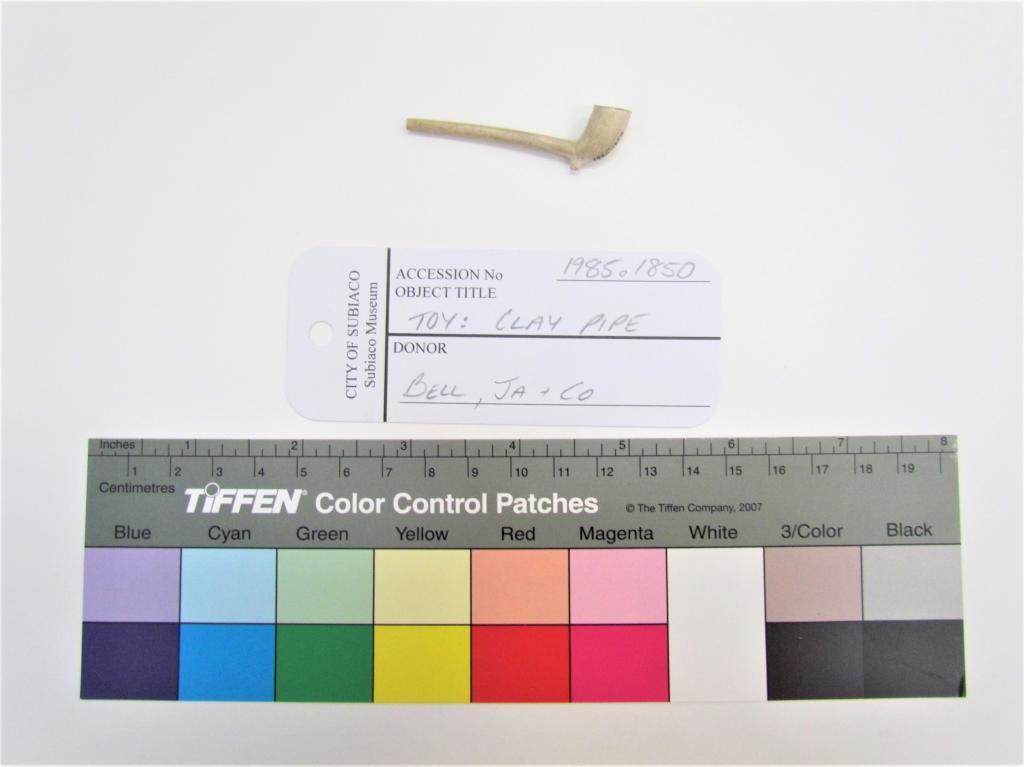 1985.1850
ACCESSION No
OBJECT TITLE
TOY: CLAY PIPE
DONOR
BELL, JA + CO
CITY OF SUBIACO
Subiaco Museum
Inches 1 2 3 4 5 6 7 8
1 2 3 4 5 6 7 8 9 10 11 12 13 14 15 16 17 18 19
Centimetres
TIFFEN® Color Control Patches © The Tiffen Company, 2007
Blue Cyan Green Yellow Red Magenta White 3/Color Black